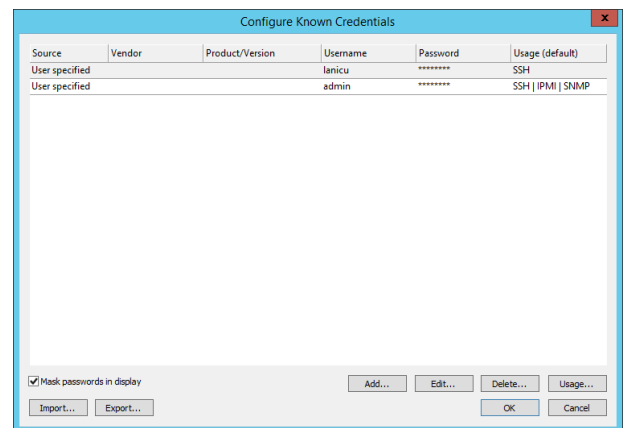 Configure Known Credentials
x
Source Vendor Product/Version Username Password Usage (default)
User specified lanicu ******** SSH
User specified admin ******** SSH | IPMI | SNMP
Mask passwords in display Add... Edit... Delete... Usage...
Import... Export... OK Cancel